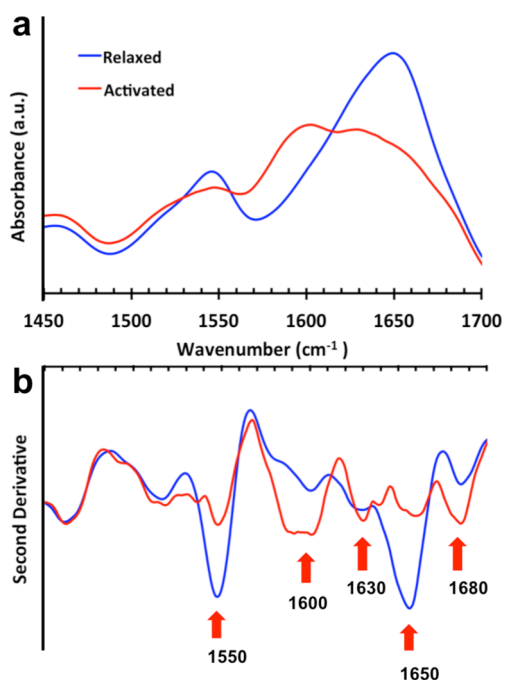 a
Relaxed
Activated
Absorbance (a.u.)
1450 1500 1550 1600 1650 1700
Wavenumber (cm⁻¹ )
b
Second Derivative
1600 1630 1680
1550
1650